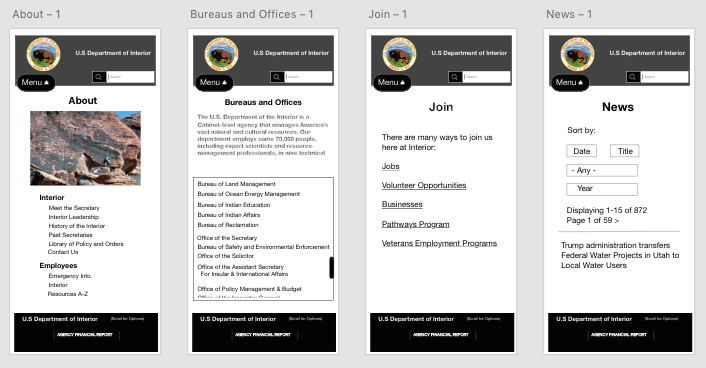 About – 1
U.S Department of Interior
Search
Menu
About
Interior
Meet the Secretary
Interior Leadership
History of the Interior
Past Secretaries
Library of Policy and Orders
Contact Us
Employees
Emergency Info.
Interior
Resources A-Z
U.S Department of Interior (Scroll for Options)
AGENCY FINANCIAL REPORT
Bureaus and Offices – 1
U.S Department of Interior
Search
Menu
Bureaus and Offices
The U.S. Department of the Interior is a
Cabinet-level agency that manages America's
vast natural and cultural resources. Our
department employs some 70,000 people,
including expert scientists and resource-
management professionals, in nine technical
Bureau of Land Management
Bureau of Ocean Energy Management
Bureau of Indian Education
Bureau of Indian Affairs
Bureau of Reclamation
Office of the Secretary
Bureau of Safety and Environmental Enforcement
Office of the Solicitor
Office of the Assistant Secretary
For Insular & International Affairs
Office of Policy Management & Budget
Office of the Inspector General
U.S Department of Interior (Scroll for Options)
AGENCY FINANCIAL REPORT
Join – 1
U.S Department of Interior
Search
Menu
Join
There are many ways to join us
here at Interior:
Jobs
Volunteer Opportunities
Businesses
Pathways Program
Veterans Employment Programs
U.S Department of Interior (Scroll for Options)
AGENCY FINANCIAL REPORT
News – 1
U.S Department of Interior
Search
Menu
News
Sort by:
Date Title
- Any -
Year
Displaying 1-15 of 872
Page 1 of 59 >
Trump administration transfers
Federal Water Projects in Utah to
Local Water Users
U.S Department of Interior (Scroll for Options)
AGENCY FINANCIAL REPORT